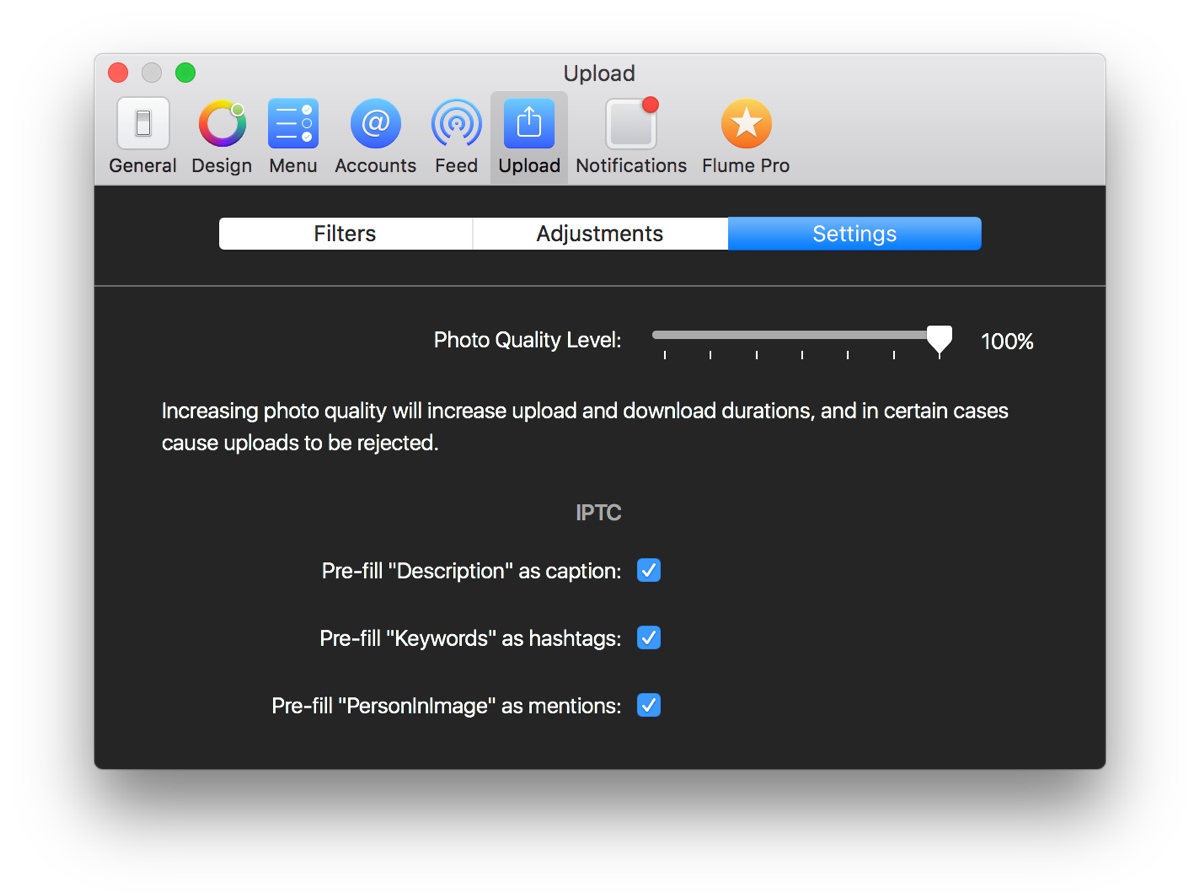 Upload
General Design Menu Accounts Feed Upload Notifications Flume Pro
Filters Adjustments Settings
Photo Quality Level: 100%
Increasing photo quality will increase upload and download durations, and in certain cases
cause uploads to be rejected.
IPTC
Pre-fill "Description" as caption:
Pre-fill "Keywords" as hashtags:
Pre-fill "PersonInImage" as mentions: